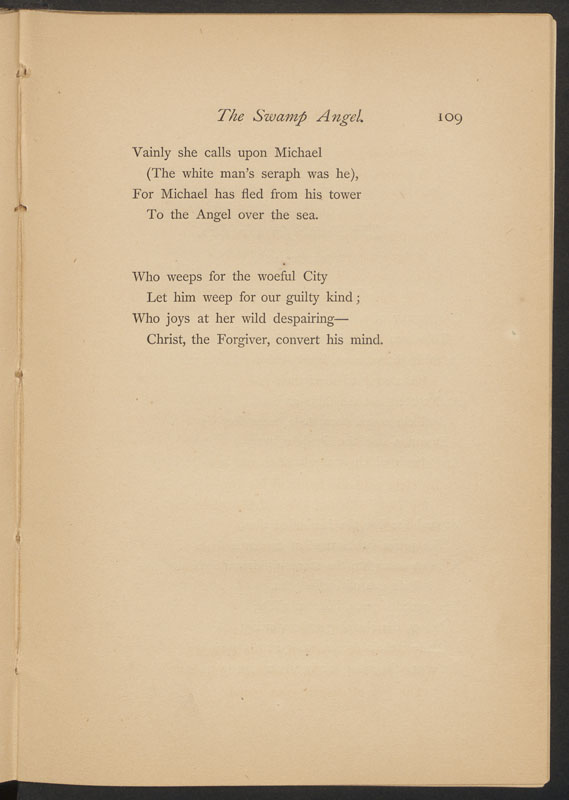 The Swamp Angel. 109
Vainly she calls upon Michael
(The white man's seraph was he),
For Michael has fled from his tower
To the Angel over the sea.
Who weeps for the woeful City
Let him weep for our guilty kind;
Who joys at her wild despairing—
Christ, the Forgiver, convert his mind.